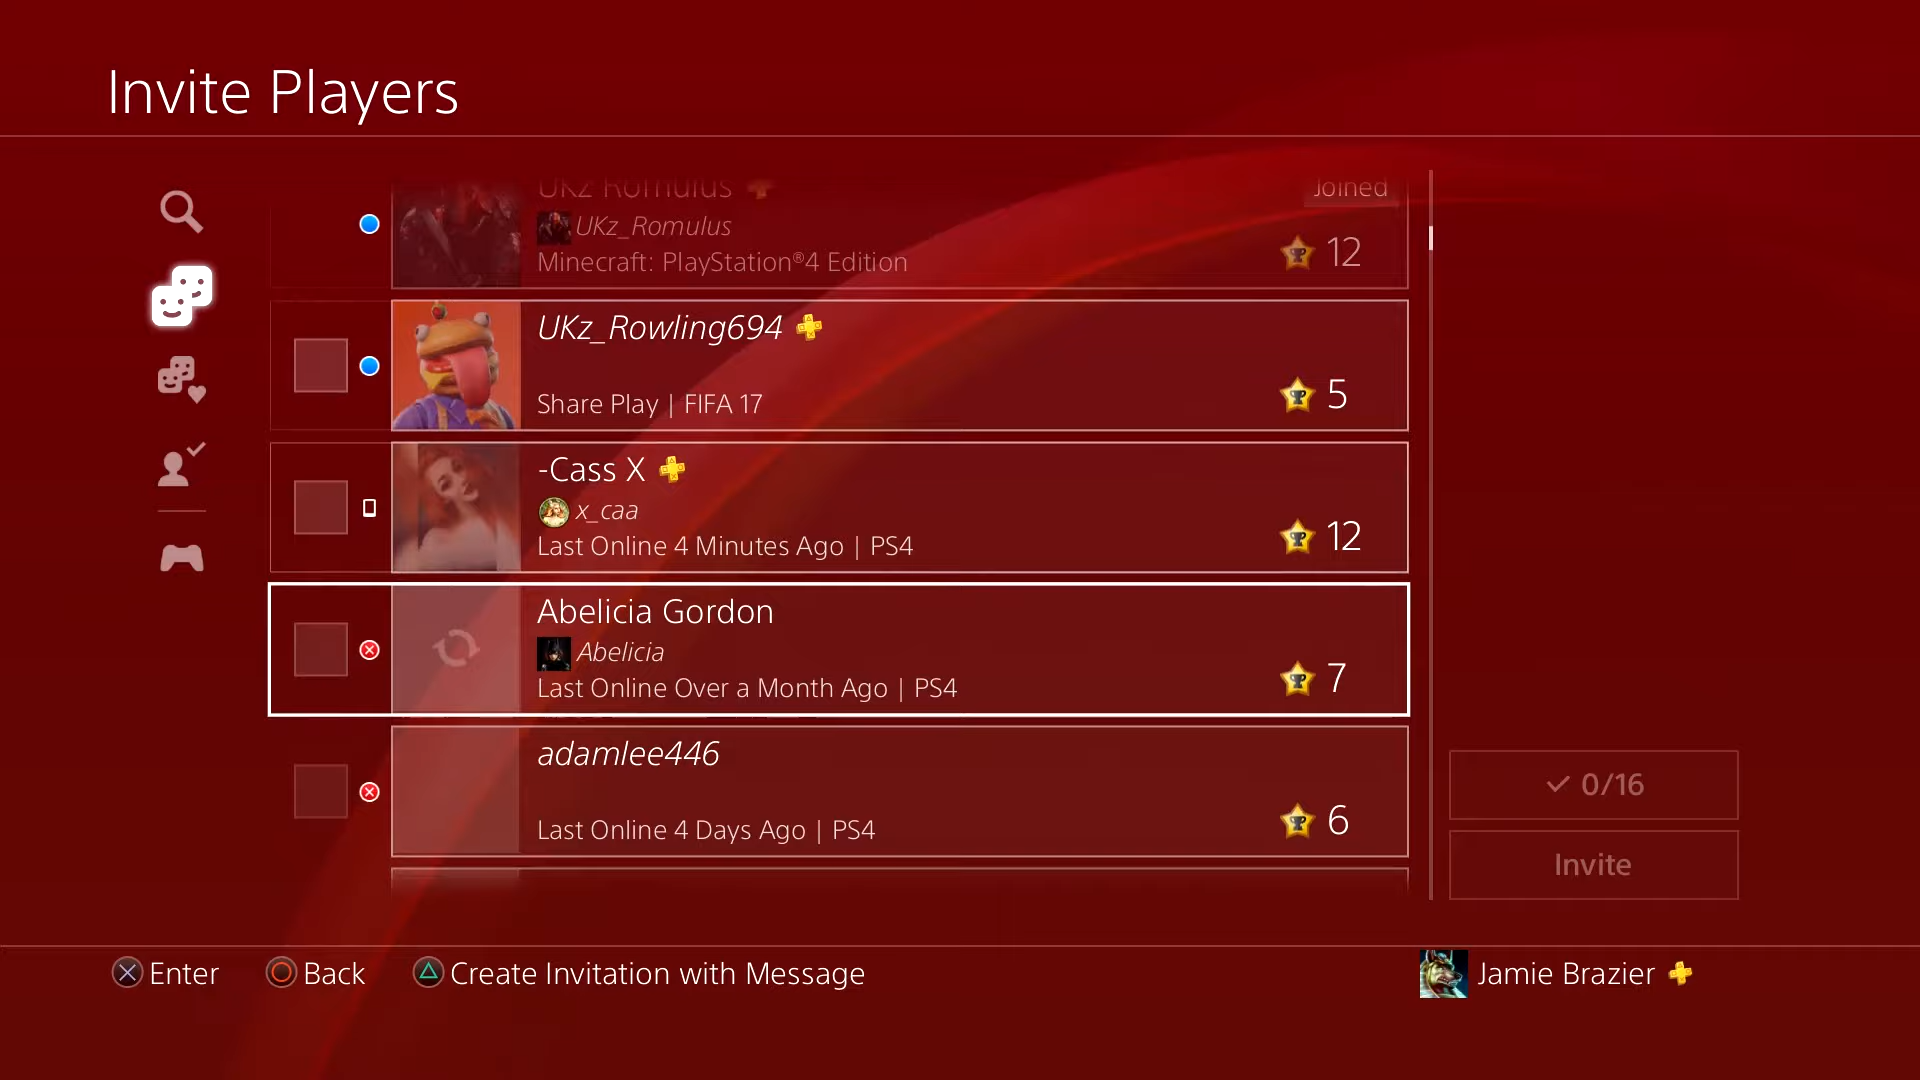 Invite Players
UKz Romulus
Joined
UKz_Romulus
Minecraft: PlayStation®4 Edition
12
UKz_Rowling694
Share Play | FIFA 17
5
-Cass X
x_caa
Last Online 4 Minutes Ago | PS4
12
Abelicia Gordon
Abelicia
Last Online Over a Month Ago | PS4
7
adamlee446
Last Online 4 Days Ago | PS4
6
0/16
Invite
Enter
Back
Create Invitation with Message
Jamie Brazier